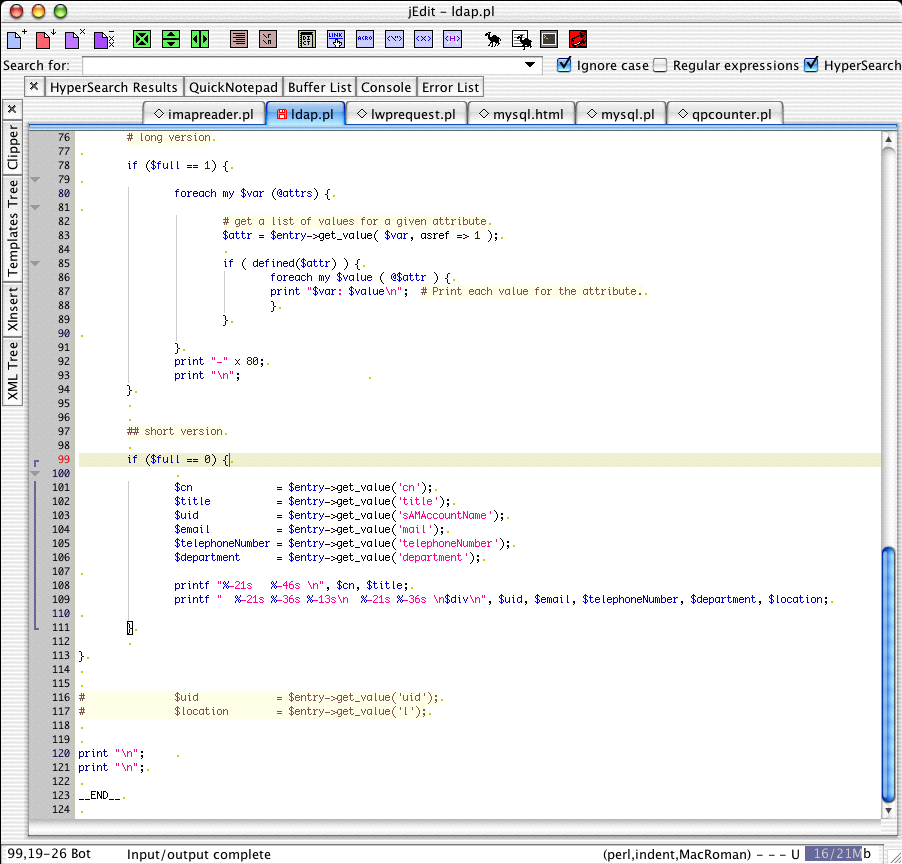 jEdit - ldap.pl
DI CT LINK ACRO <"> <X> <H>
Search for: Ignore case Regular expressions HyperSearch
× HyperSearch Results QuickNotepad Buffer List Console Error List
× imapreader.pl ldap.pl lwprequest.pl mysql.html mysql.pl qpcounter.pl
Clipper
Templates Tree
XInsert
XML Tree
76 # long version.
77 .
78 if ($full == 1) {.
79 .
80 foreach my $var (@attrs) {.
81 .
82 # get a list of values for a given attribute.
83 $attr = $entry->get_value( $var, asref => 1 );.
84 .
85 if ( defined($attr) ) {.
86 foreach my $value ( @$attr ) {.
87 print "$var: $value\n";  # Print each value for the attribute..
88 }.
89 }.
90 .
91 }.
92 print "-" x 80;.
93 print "\n"; .
94 }.
95 .
96 .
97 ## short version.
98 .
99 if ($full == 0) {.
100 .
101 $cn = $entry->get_value('cn');.
102 $title = $entry->get_value('title');.
103 $uid = $entry->get_value('sAMAccountName');.
104 $email = $entry->get_value('mail');.
105 $telephoneNumber = $entry->get_value('telephoneNumber');.
106 $department = $entry->get_value('department');.
107 .
108 printf "%-21s   %-46s \n", $cn, $title;.
109 printf "  %-21s %-36s %-13s\n  %-21s %-36s \n$div\n", $uid, $email, $telephoneNumber, $department, $location;.
110 .
111 }.
112 .
113 }.
114 .
115 .
116 # $uid = $entry->get_value('uid');.
117 # $location = $entry->get_value('l');.
118 .
119 .
120 print "\n"; .
121 print "\n";.
122 .
123 __END__.
124 .
99,19-26 Bot Input/output complete (perl,indent,MacRoman) - - - U 16/21Mb